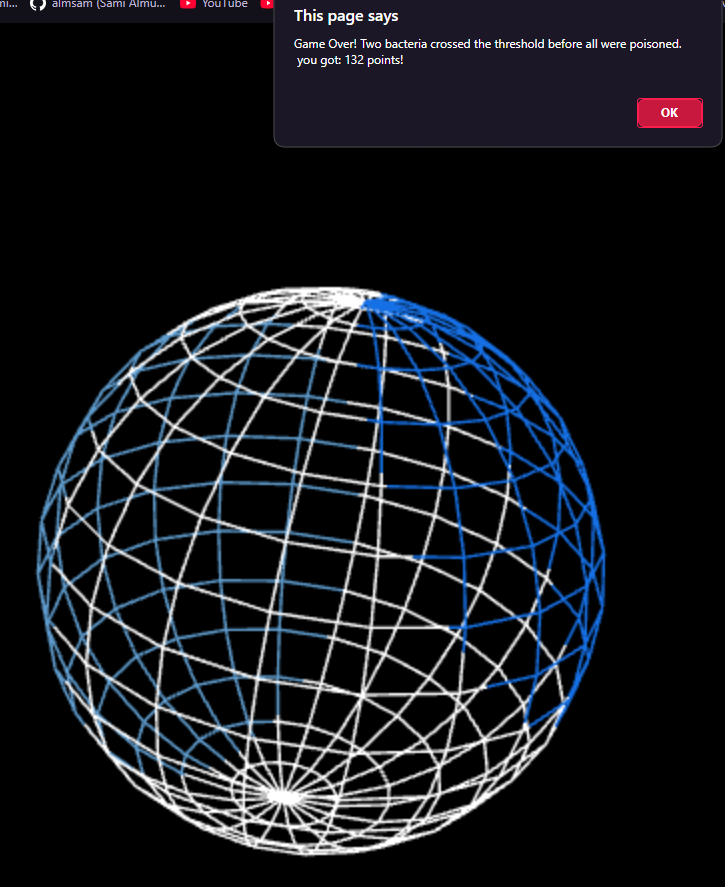 mi... almsam (Sami Almu... YouTube
This page says
Game Over! Two bacteria crossed the threshold before all were poisoned.
you got: 132 points!
OK